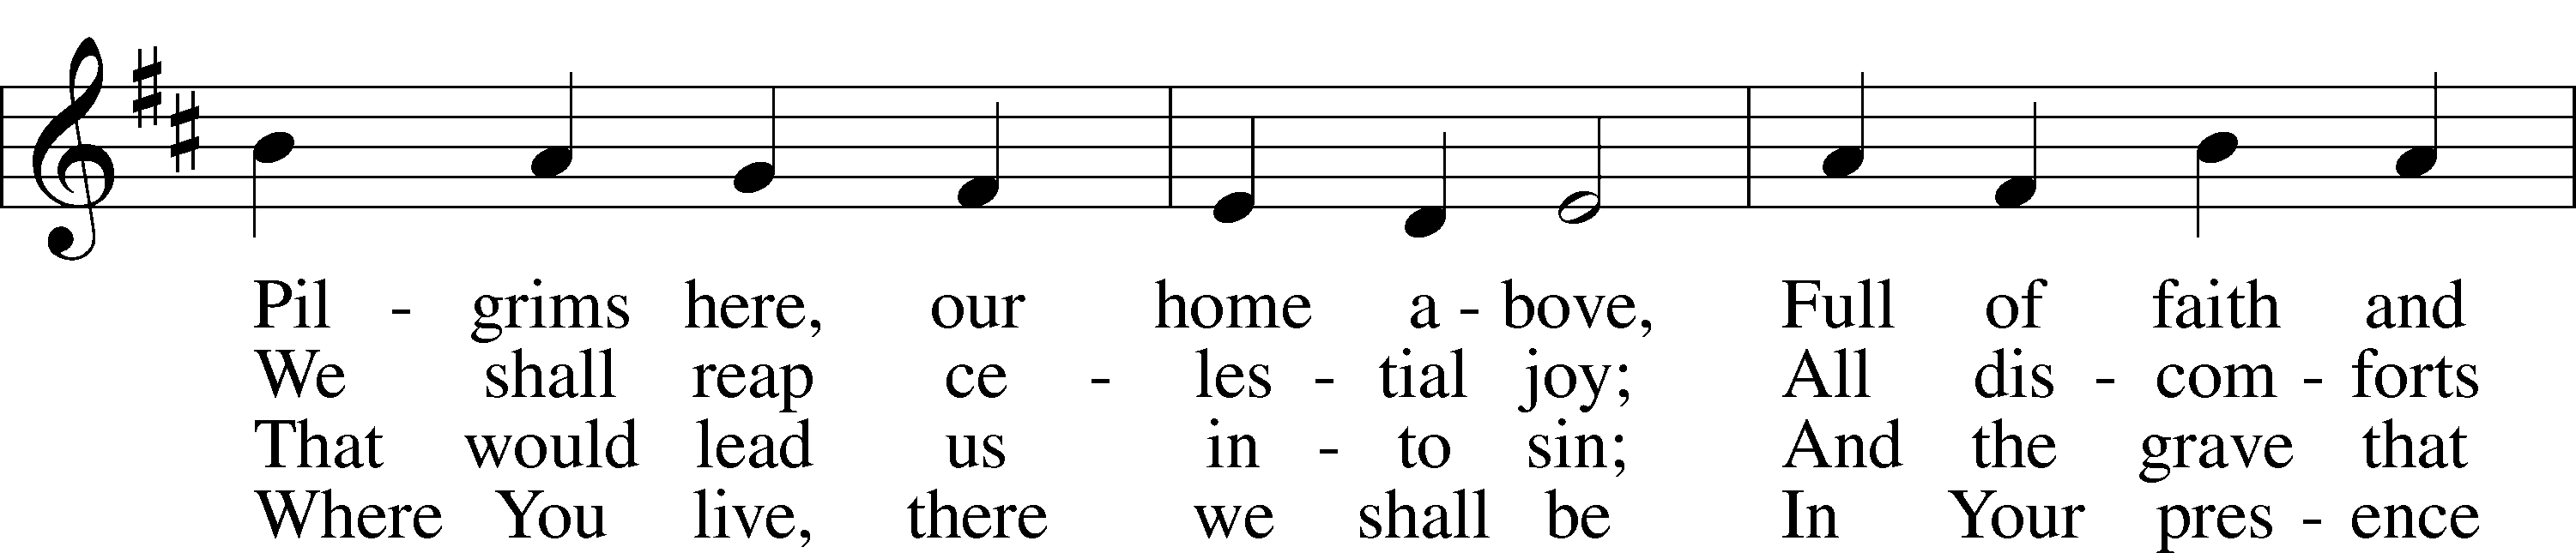 Pil - grims here, our home a - bove, Full of faith and
We shall reap ce - les - tial joy; All dis - com - forts
That would lead us in - to sin; And the grave that
Where You live, there we shall be In Your pres - ence